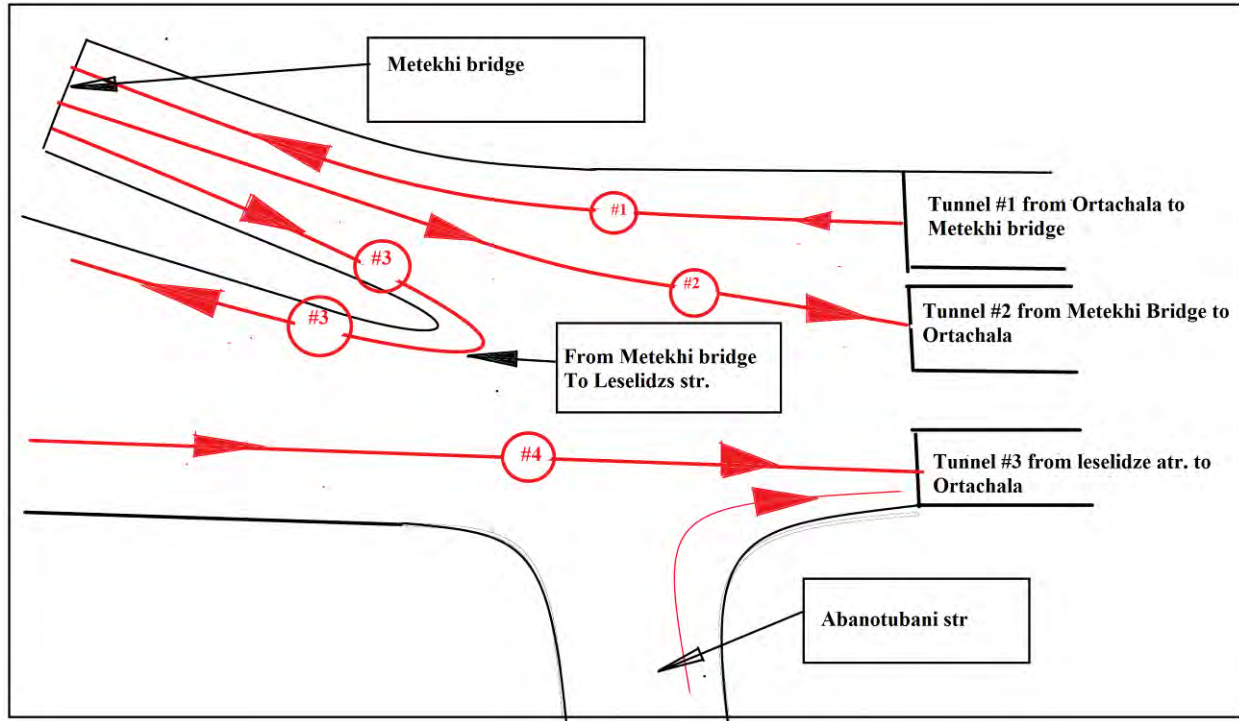 Metekhi bridge
#1
Tunnel #1 from Ortachala to
Metekhi bridge
#3
#2
Tunnel #2 from Metekhi Bridge to
Ortachala
#3
From Metekhi bridge
To Leselidzs str.
#4
Tunnel #3 from leselidze atr. to
Ortachala
Abanotubani str